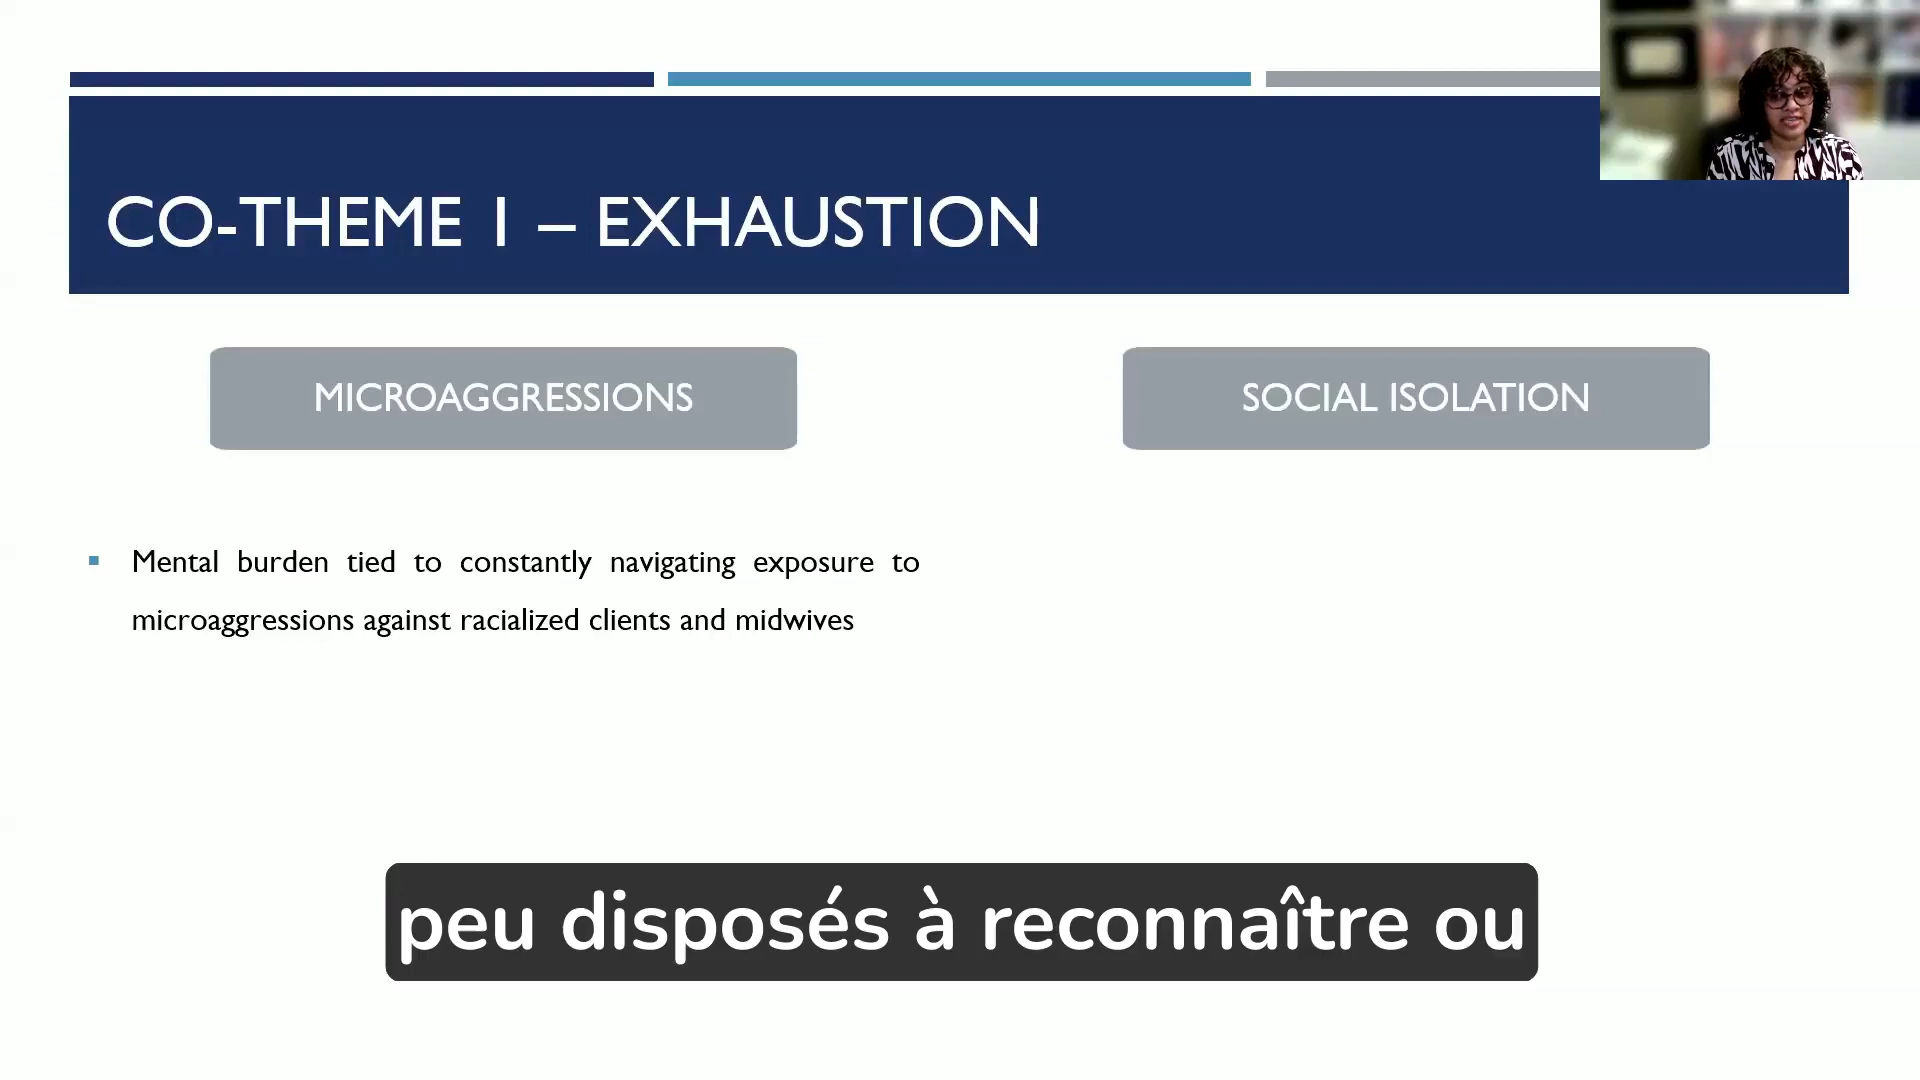 CO-THEME 1 – EXHAUSTION
MICROAGGRESSIONS
SOCIAL ISOLATION
▪ Mental burden tied to constantly navigating exposure to
microaggressions against racialized clients and midwives
peu disposés à reconnaître ou